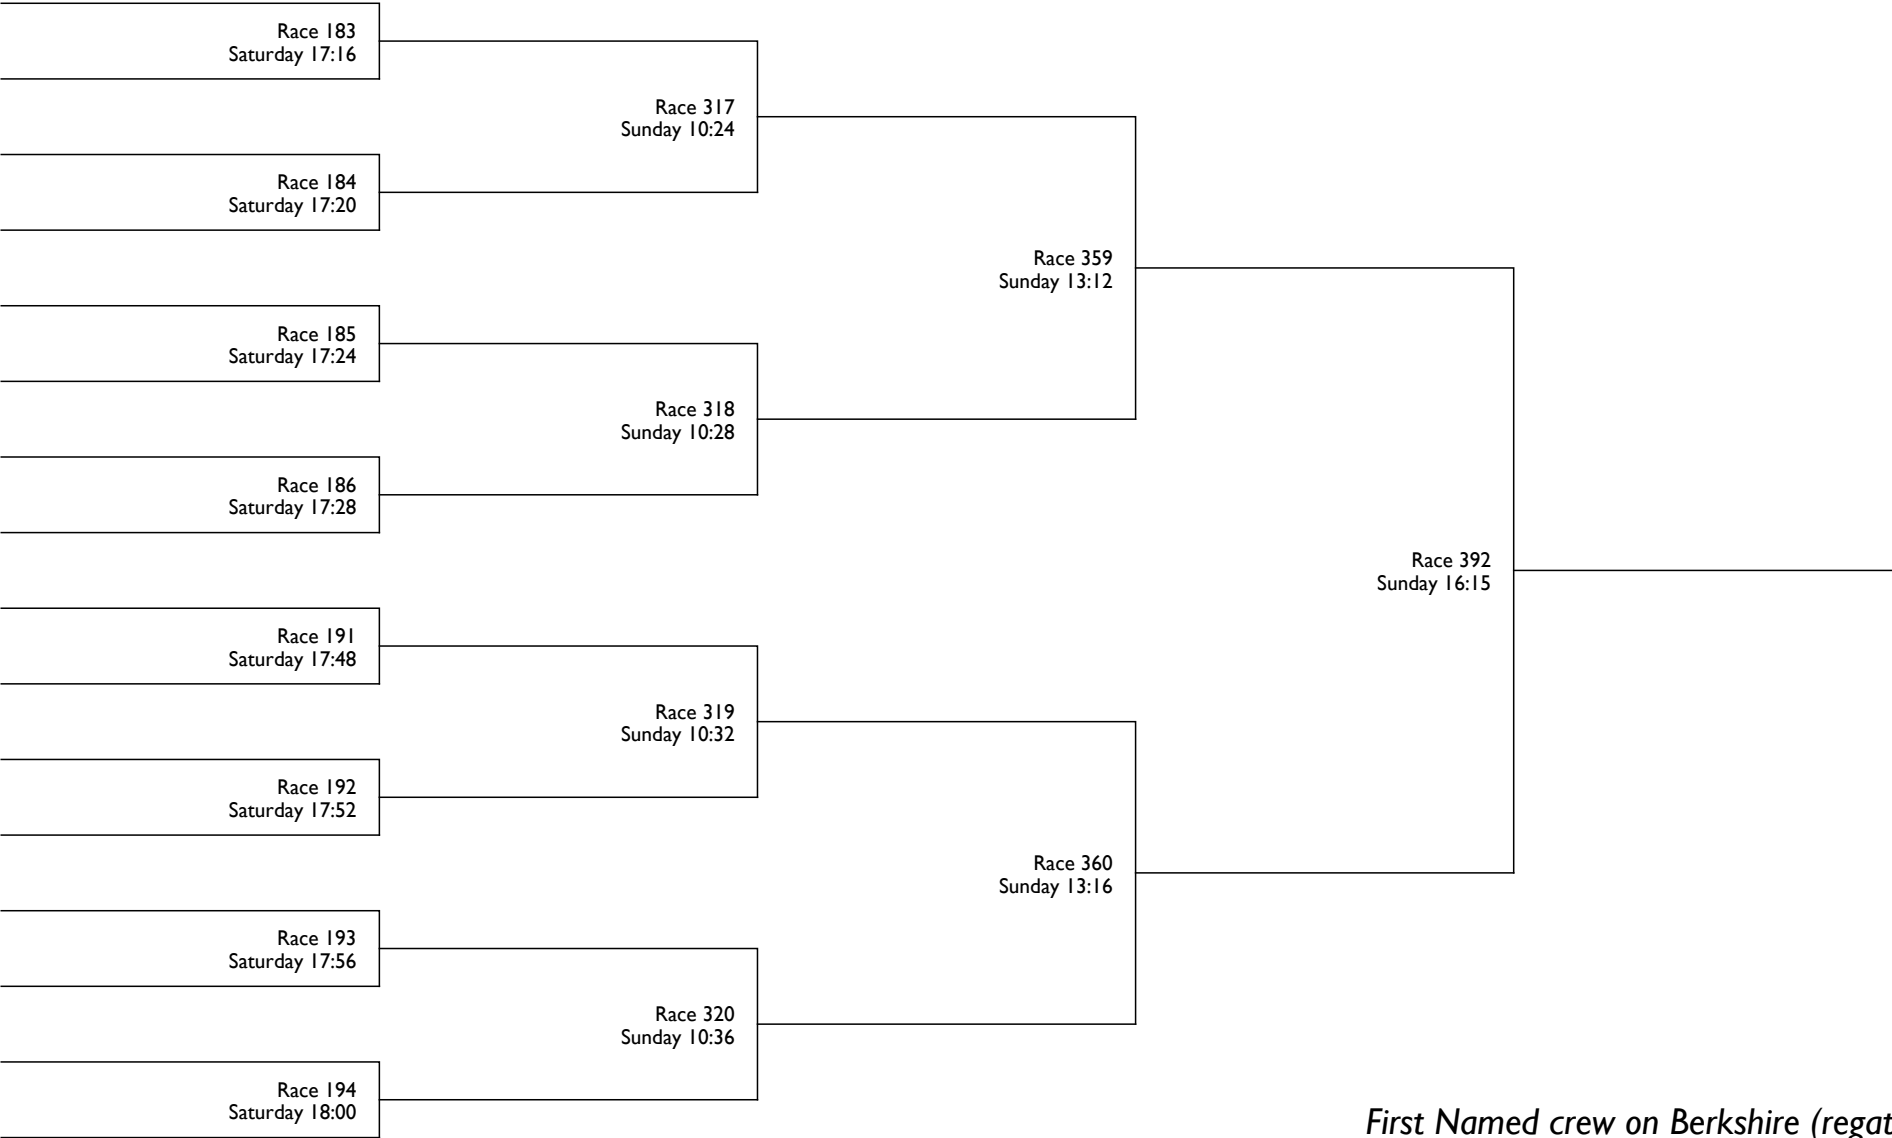 Race 183
Saturday 17:16
Race 317
Sunday 10:24
Race 184
Saturday 17:20
Race 359
Sunday 13:12
Race 185
Saturday 17:24
Race 318
Sunday 10:28
Race 186
Saturday 17:28
Race 392
Sunday 16:15
Race 191
Saturday 17:48
Race 319
Sunday 10:32
Race 192
Saturday 17:52
Race 360
Sunday 13:16
Race 193
Saturday 17:56
Race 320
Sunday 10:36
Race 194
Saturday 18:00
First Named crew on Berkshire (regat